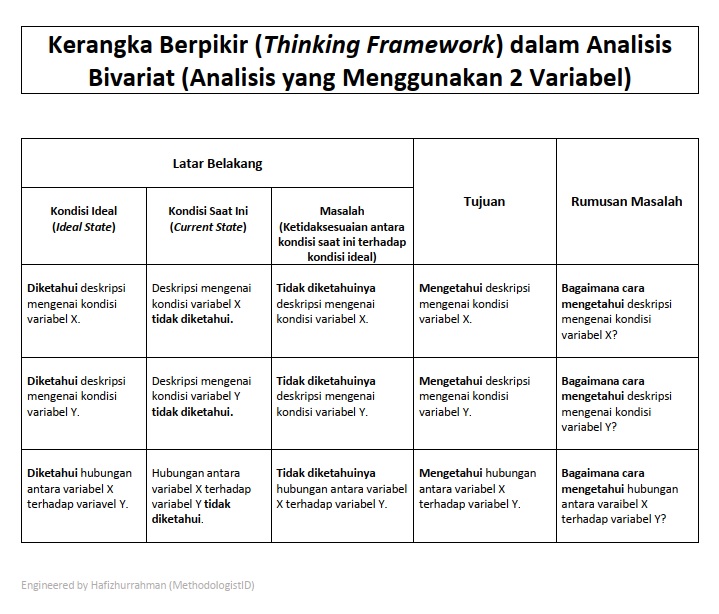 Kerangka Berpikir (Thinking Framework) dalam Analisis
Bivariat (Analisis yang Menggunakan 2 Variabel)
Latar Belakang
Tujuan
Rumusan Masalah
Kondisi Ideal
(Ideal State)
Kondisi Saat Ini
(Current State)
Masalah
(Ketidaksesuaian antara
kondisi saat ini terhadap
kondisi ideal)
Diketahui deskripsi
mengenai kondisi
variabel X.
Deskripsi mengenai
kondisi variabel X
tidak diketahui.
Tidak diketahuinya
deskripsi mengenai
kondisi variabel X.
Mengetahui deskripsi
mengenai kondisi
variabel X.
Bagaimana cara
mengetahui deskripsi
mengenai kondisi
variabel X?
Diketahui deskripsi
mengenai kondisi
variabel Y.
Deskripsi mengenai
kondisi variabel Y
tidak diketahui.
Tidak diketahuinya
deskripsi mengenai
kondisi variabel Y.
Mengetahui deskripsi
mengenai kondisi
variabel Y.
Bagaimana cara
mengetahui deskripsi
mengenai kondisi
variabel Y?
Diketahui hubungan
antara variabel X
terhadap variavel Y.
Hubungan antara
variabel X terhadap
variabel Y tidak
diketahui.
Tidak diketahuinya
hubungan antara variabel
X terhadap variabel Y.
Mengetahui hubungan
antara variabel X
terhadap variabel Y.
Bagaimana cara
mengetahui hubungan
antara varaibel X
terhadap variabel Y?
Engineered by Hafizhurrahman (MethodologistID)